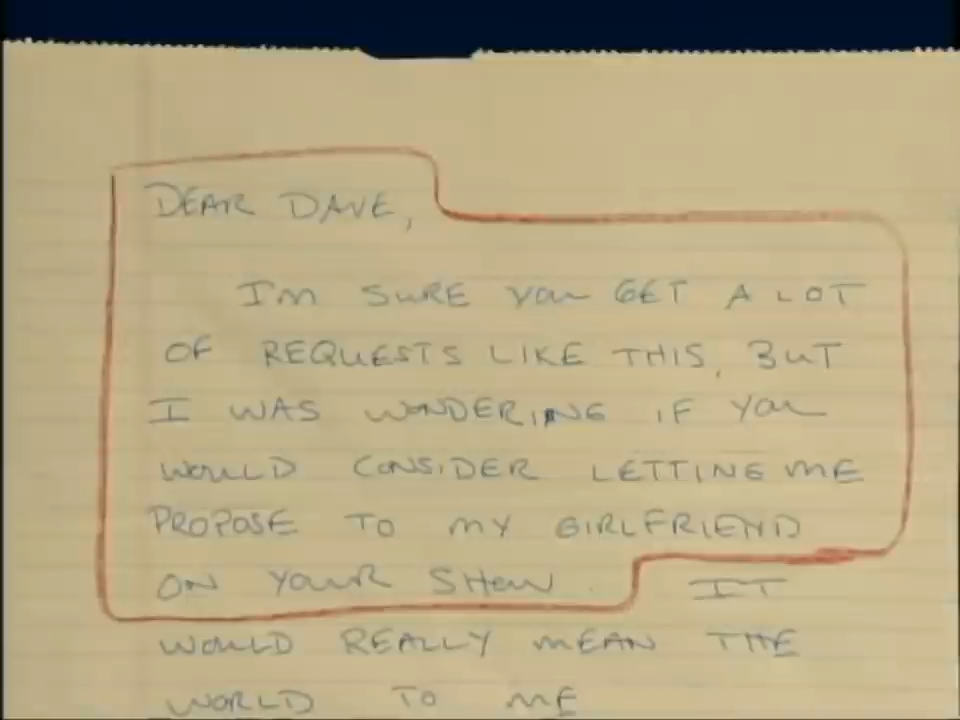 DEAR DAVE,
I'M SURE YOU GET A LOT
OF REQUESTS LIKE THIS, BUT
I WAS WONDERING IF YOU
WOULD CONSIDER LETTING ME
PROPOSE TO MY GIRLFRIEND
ON YOUR SHOW. IT
WOULD REALLY MEAN THE
WORLD TO ME